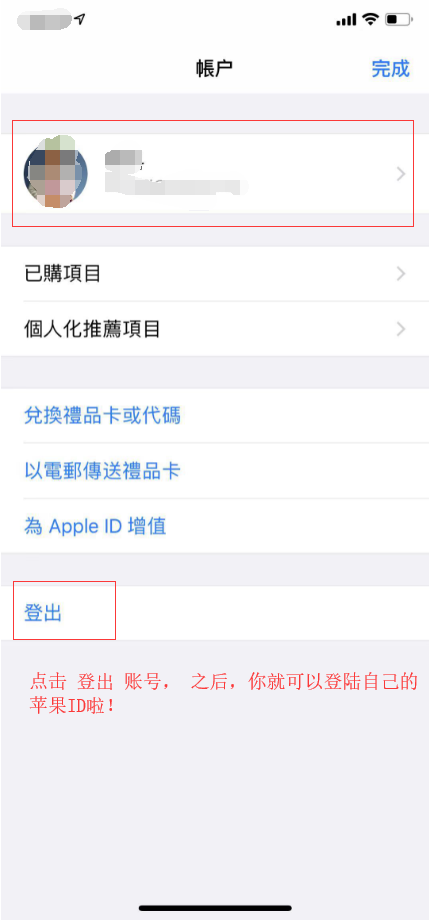 帳户
完成
已購項目
個人化推薦項目
兌換禮品卡或代碼
以電郵傳送禮品卡
為 Apple ID 增值
登出
点击 登出 账号， 之后，你就可以登陆自己的
苹果ID啦！